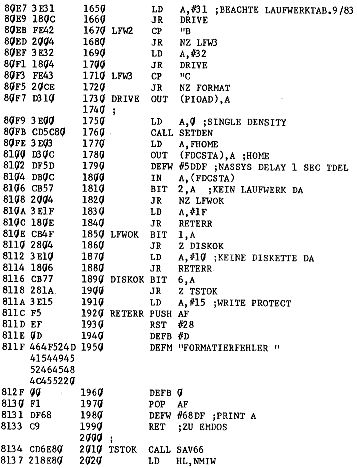 80E7 3E31 1650 LD A,#31 ;BEACHTE LAUFWERKTAB.9/83
80E9 180C 1660 JR DRIVE
80EB FE42 1670 LFW2 CP "B
80ED 2004 1680 JR NZ LFW3
80EF 3E32 1690 LD A,#32
80F1 1804 1700 JR DRIVE
80F3 FE43 1710 LFW3 CP "C
80F5 20CE 1720 JR NZ FORMAT
80F7 D310 1730 DRIVE OUT (PIOAD),A
1740 ;
80F9 3E00 1750 LD A,0 ;SINGLE DENSITY
80FB CD5C80 1760 CALL SETDEN
80FE 3E03 1770 LD A,FHOME
8100 D30C 1780 OUT (FDCSTA),A ;HOME
8102 DF5D 1790 DEFW #5DDF ;NASSYS DELAY 1 SEC TDEL
8104 DB0C 1800 IN A,(FDCSTA)
8106 CB57 1810 BIT 2,A ;KEIN LAUFWERK DA
8108 2004 1820 JR NZ LFWOK
810A 3E1F 1830 LD A,#1F
810C 180E 1840 JR RETERR
810E CB4F 1850 LFWOK BIT 1,A
8110 2804 1860 JR Z DISKOK
8112 3E10 1870 LD A,#10 ;KEINE DISKETTE DA
8114 1806 1880 JR RETERR
8116 CB77 1890 DISKOK BIT 6,A
8118 281A 1900 JR Z TSTOK
811A 3E15 1910 LD A,#15 ;WRITE PROTECT
811C F5 1920 RETERR PUSH AF
811D EF 1930 RST #28
811E 0D 1940 DEFB #D
811F 464F524D 1950 DEFM "FORMATIERFEHLER "
41544945
52464548
4C455220
812F 00 1960 DEFB 0
8130 F1 1970 POP AF
8131 DF68 1980 DEFW #68DF ;PRINT A
8133 C9 1990 RET ;ZU EMDOS
2000 ;
8134 CD6E80 2010 TSTOK CALL SAV66
8137 218E80 2020 LD HL,NMIW